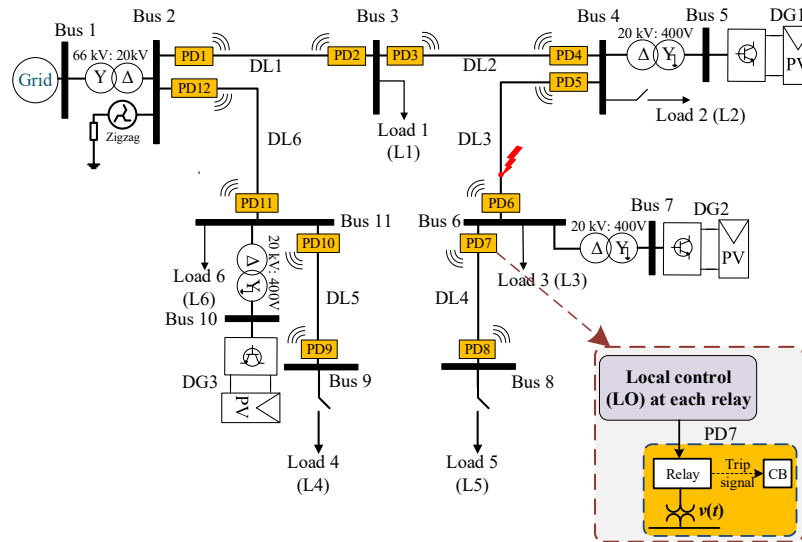 Bus 1
Bus 2
Bus 3
Bus 4
Bus 5
DG1
66 kV: 20kV
20 kV: 400V
PD1
DL1
PD2
PD3
DL2
PD4
Grid
Y
Δ
Δ
Y
PV
PD12
PD5
Load 1
(L1)
Load 2 (L2)
Zigzag
DL6
DL3
PD11
PD6
Bus 11
Bus 6
Bus 7
DG2
20 kV: 400V
PD10
PD7
Δ
Y
PV
Load 6
(L6)
20 kV: 400V
Δ
Y
Load 3 (L3)
DL5
DL4
Bus 10
PD9
PD8
DG3
Bus 9
Bus 8
PV
Local control
(LO) at each relay
PD7
Load 4
(L4)
Load 5
(L5)
Relay
Trip
signal
CB
v(t)